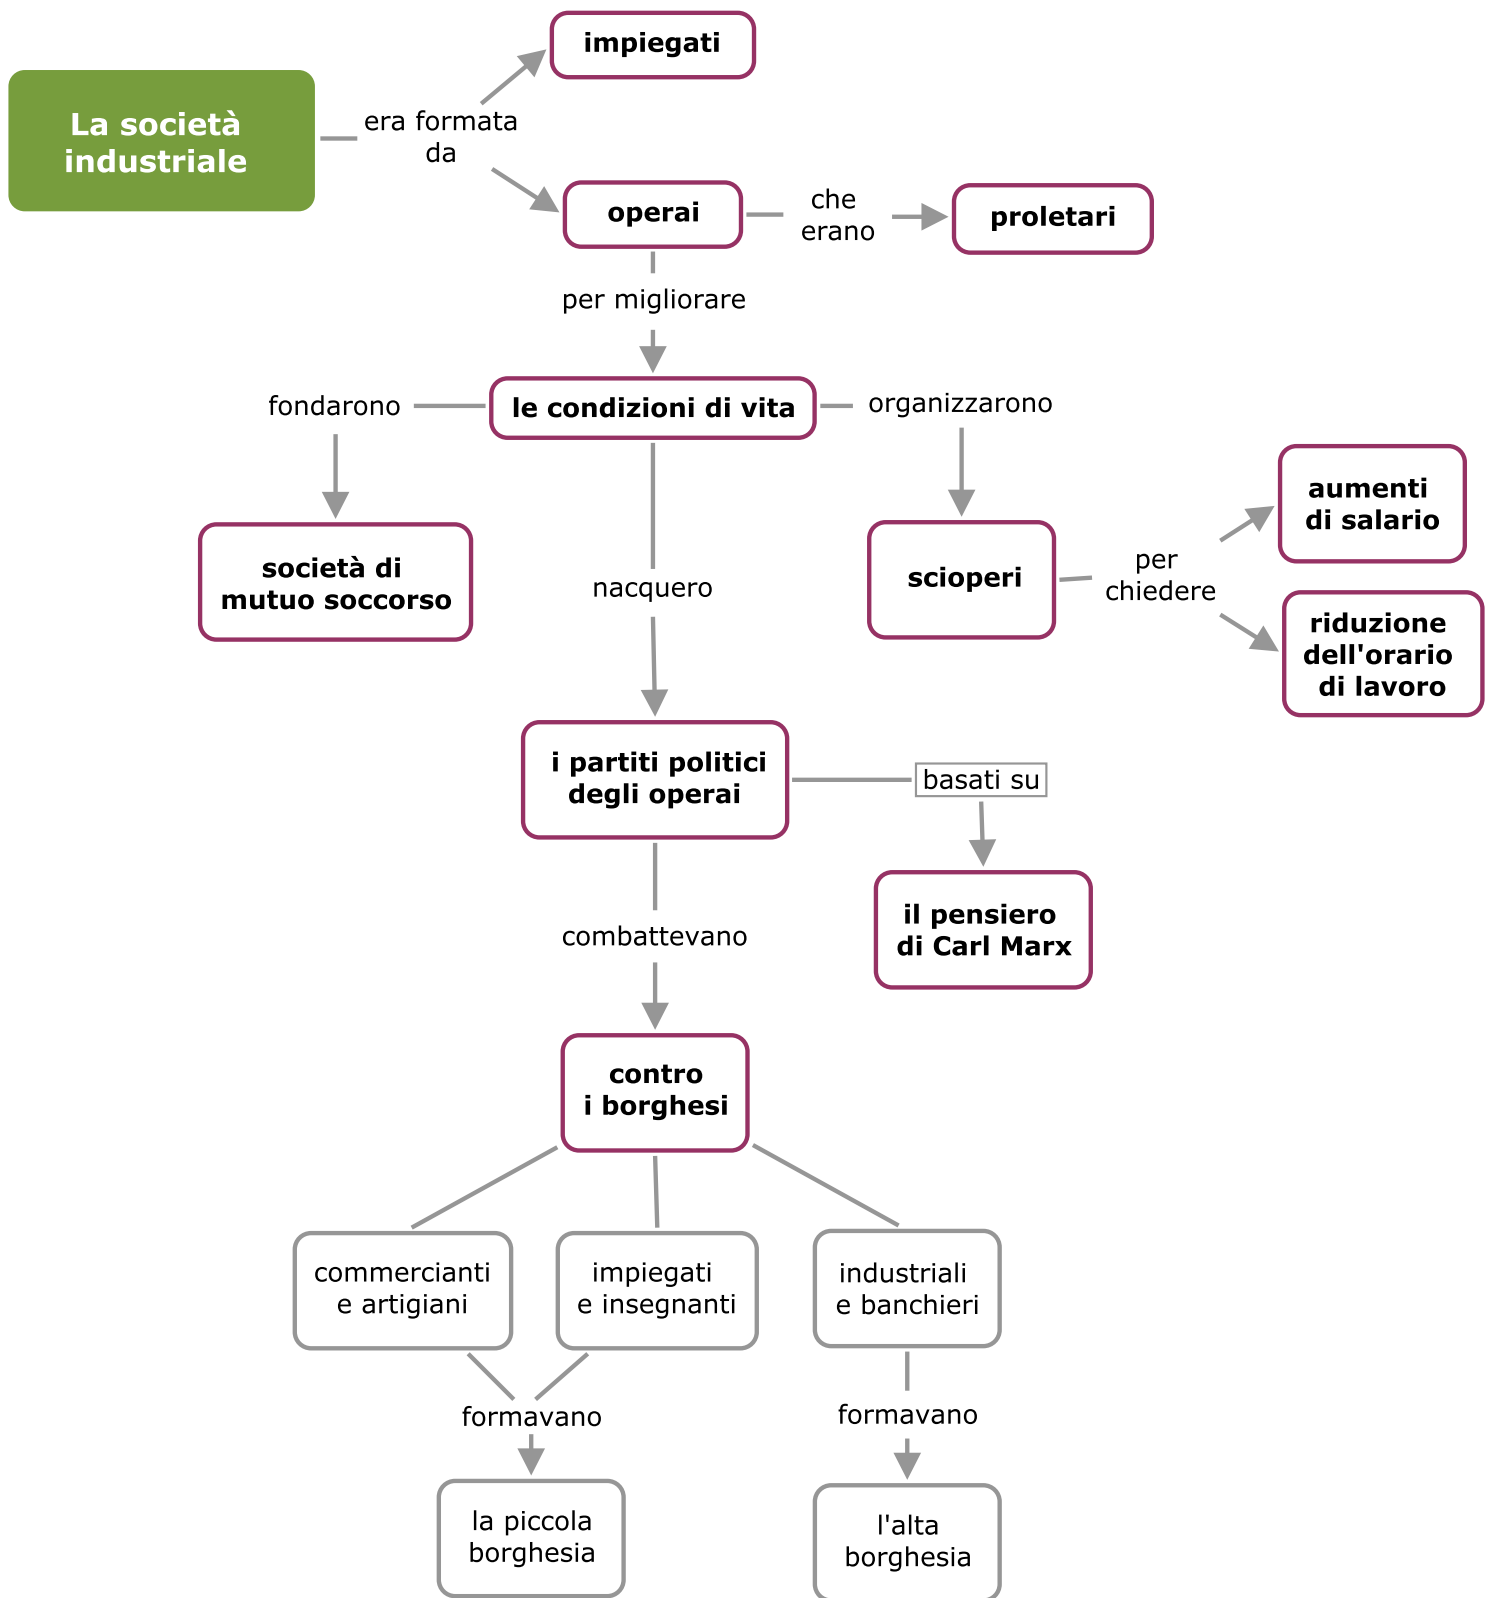 impiegati
La società
industriale
era formata
da
operai
che
erano
proletari
per migliorare
fondarono
le condizioni di vita
organizzarono
società di
mutuo soccorso
nacquero
scioperi
per
chiedere
aumenti
di salario
riduzione
dell'orario
di lavoro
i partiti politici
degli operai
basati su
il pensiero
di Carl Marx
combattevano
contro
i borghesi
commercianti
e artigiani
impiegati
e insegnanti
industriali
e banchieri
formavano
formavano
la piccola
borghesia
l'alta
borghesia